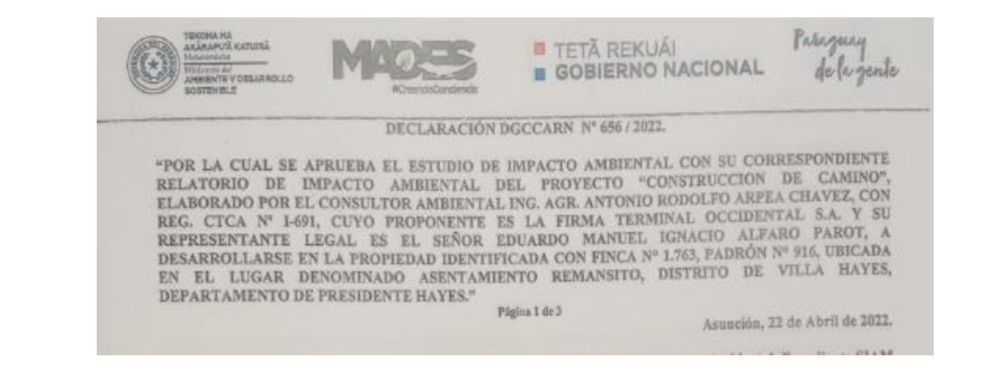 TEKOHA HA
AKÃRAPU'Ã KATUIRÃ
Motenondeha
Ministerio del
AMBIENTE Y DESARROLLO
SOSTENIBLE
MADES
#CreandoConciencia
TETÃ REKUÁI
GOBIERNO NACIONAL
Paraguay
de la gente
DECLARACIÓN DGCCARN N° 656 / 2022.
“POR LA CUAL SE APRUEBA EL ESTUDIO DE IMPACTO AMBIENTAL CON SU CORRESPONDIENTE
RELATORIO DE IMPACTO AMBIENTAL DEL PROYECTO “CONSTRUCCION DE CAMINO”,
ELABORADO POR EL CONSULTOR AMBIENTAL ING. AGR. ANTONIO RODOLFO ARPEA CHAVEZ, CON
REG. CTCA N° I-691, CUYO PROPONENTE ES LA FIRMA TERMINAL OCCIDENTAL S.A. Y SU
REPRESENTANTE LEGAL ES EL SEÑOR EDUARDO MANUEL IGNACIO ALFARO PAROT, A
DESARROLLARSE EN LA PROPIEDAD IDENTIFICADA CON FINCA N° 1.763, PADRÓN N° 916, UBICADA
EN EL LUGAR DENOMINADO ASENTAMIENTO REMANSITO, DISTRITO DE VILLA HAYES,
DEPARTAMENTO DE PRESIDENTE HAYES.”
Página 1 de 3
Asunción, 22 de Abril de 2022.